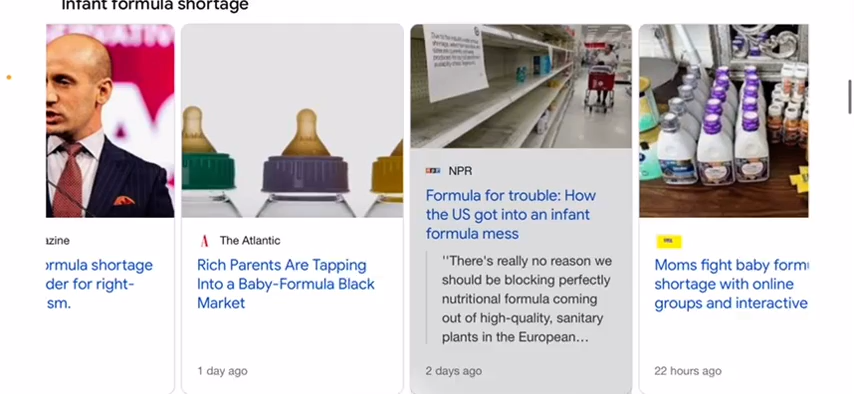 Infant formula shortage
azine
ormula shortage
der for right-
sm.
The Atlantic
Rich Parents Are Tapping
Into a Baby-Formula Black
Market
1 day ago
NPR
Formula for trouble: How
the US got into an infant
formula mess
"There's really no reason we
should be blocking perfectly
nutritional formula coming
out of high-quality, sanitary
plants in the European...
2 days ago
Moms fight baby formu
shortage with online
groups and interactive
22 hours ago